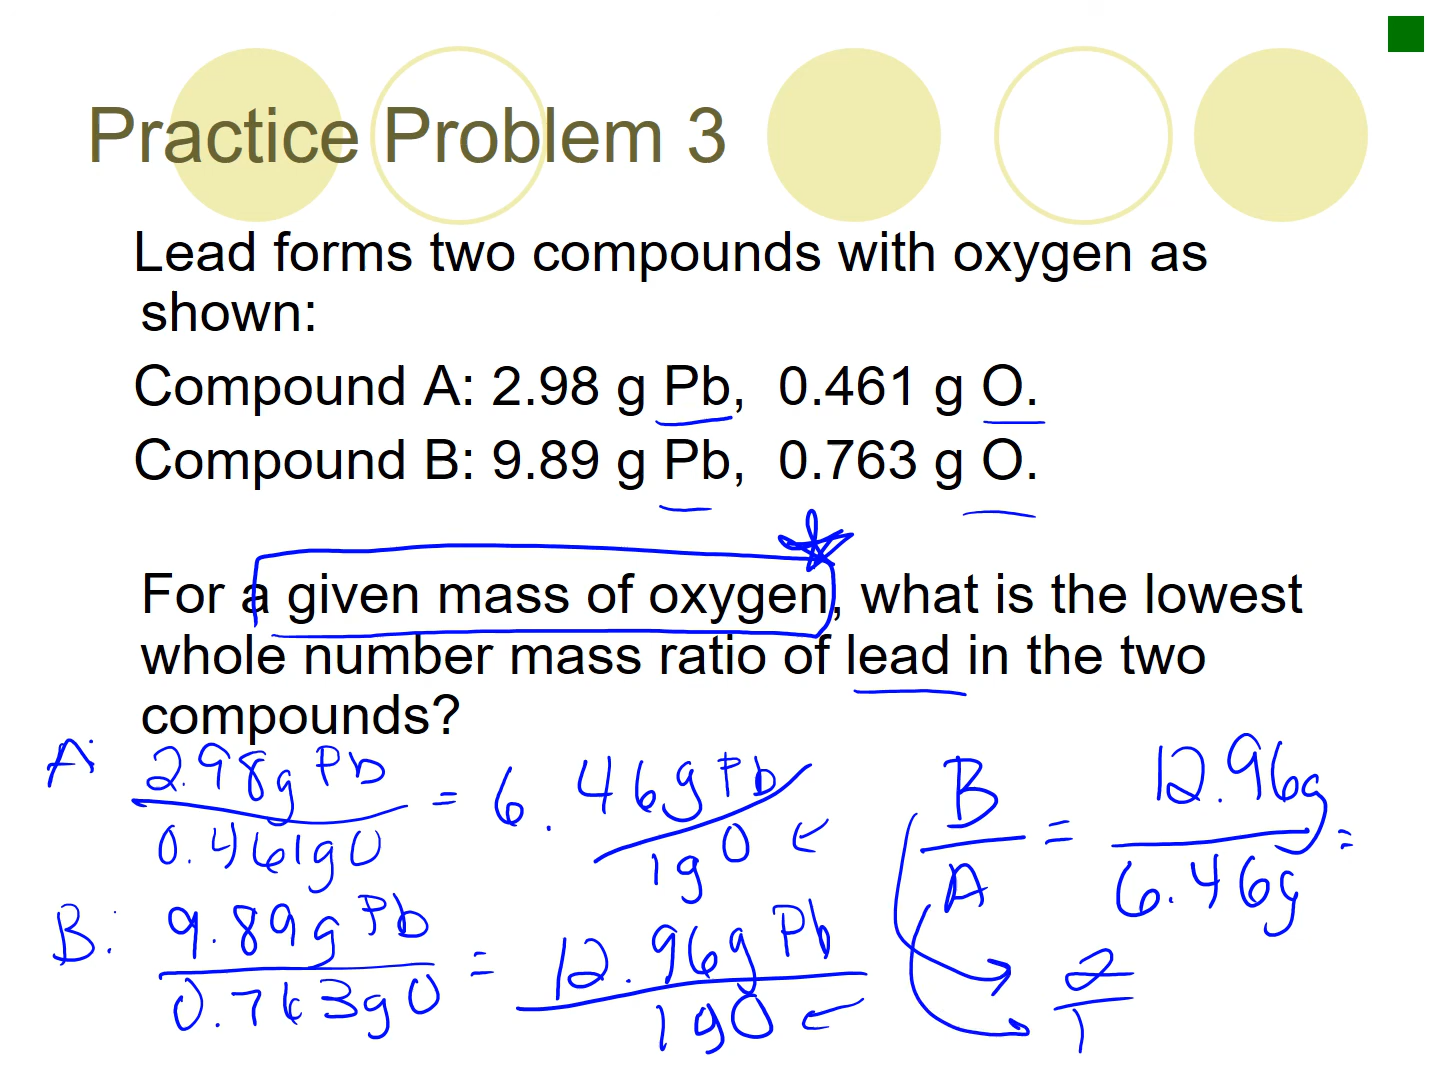 Practice Problem 3
Lead forms two compounds with oxygen as
shown:
Compound A: 2.98 g Pb, 0.461 g O.
Compound B: 9.89 g Pb, 0.763 g O.
For a given mass of oxygen, what is the lowest
whole number mass ratio of lead in the two
compounds?
A: 2.98g Pb
0.461g O
= 6.46g Pb
1g O
B: 9.89g Pb
0.763g O
= 12.96g Pb
1g O
B
A
= 12.96g
6.46g
=
2
1